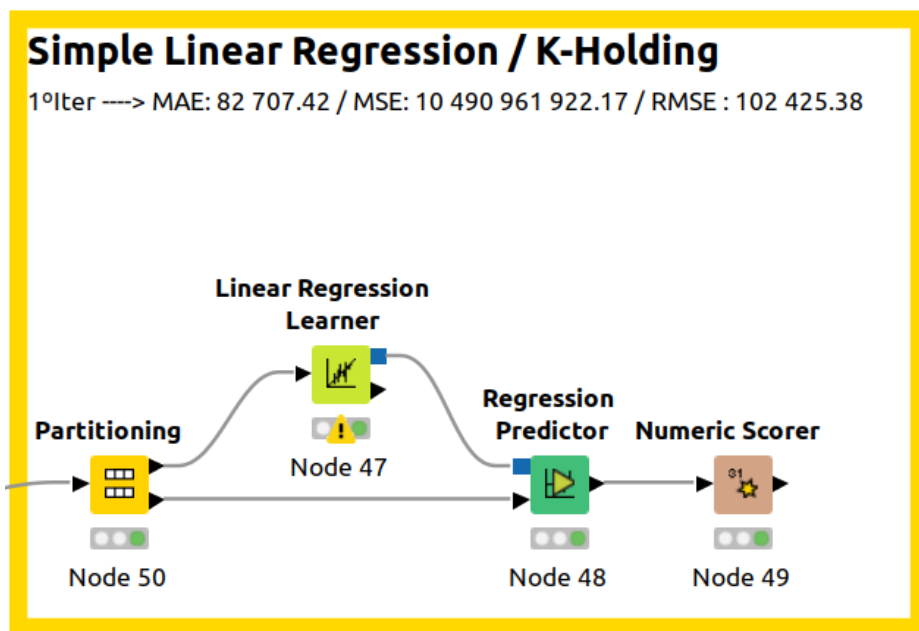 Simple Linear Regression / K-Holding
1ºIter ----> MAE: 82 707.42 / MSE: 10 490 961 922.17 / RMSE : 102 425.38
Linear Regression
Learner
Node 47
Partitioning
Node 50
Regression
Predictor
Node 48
Numeric Scorer
Node 49